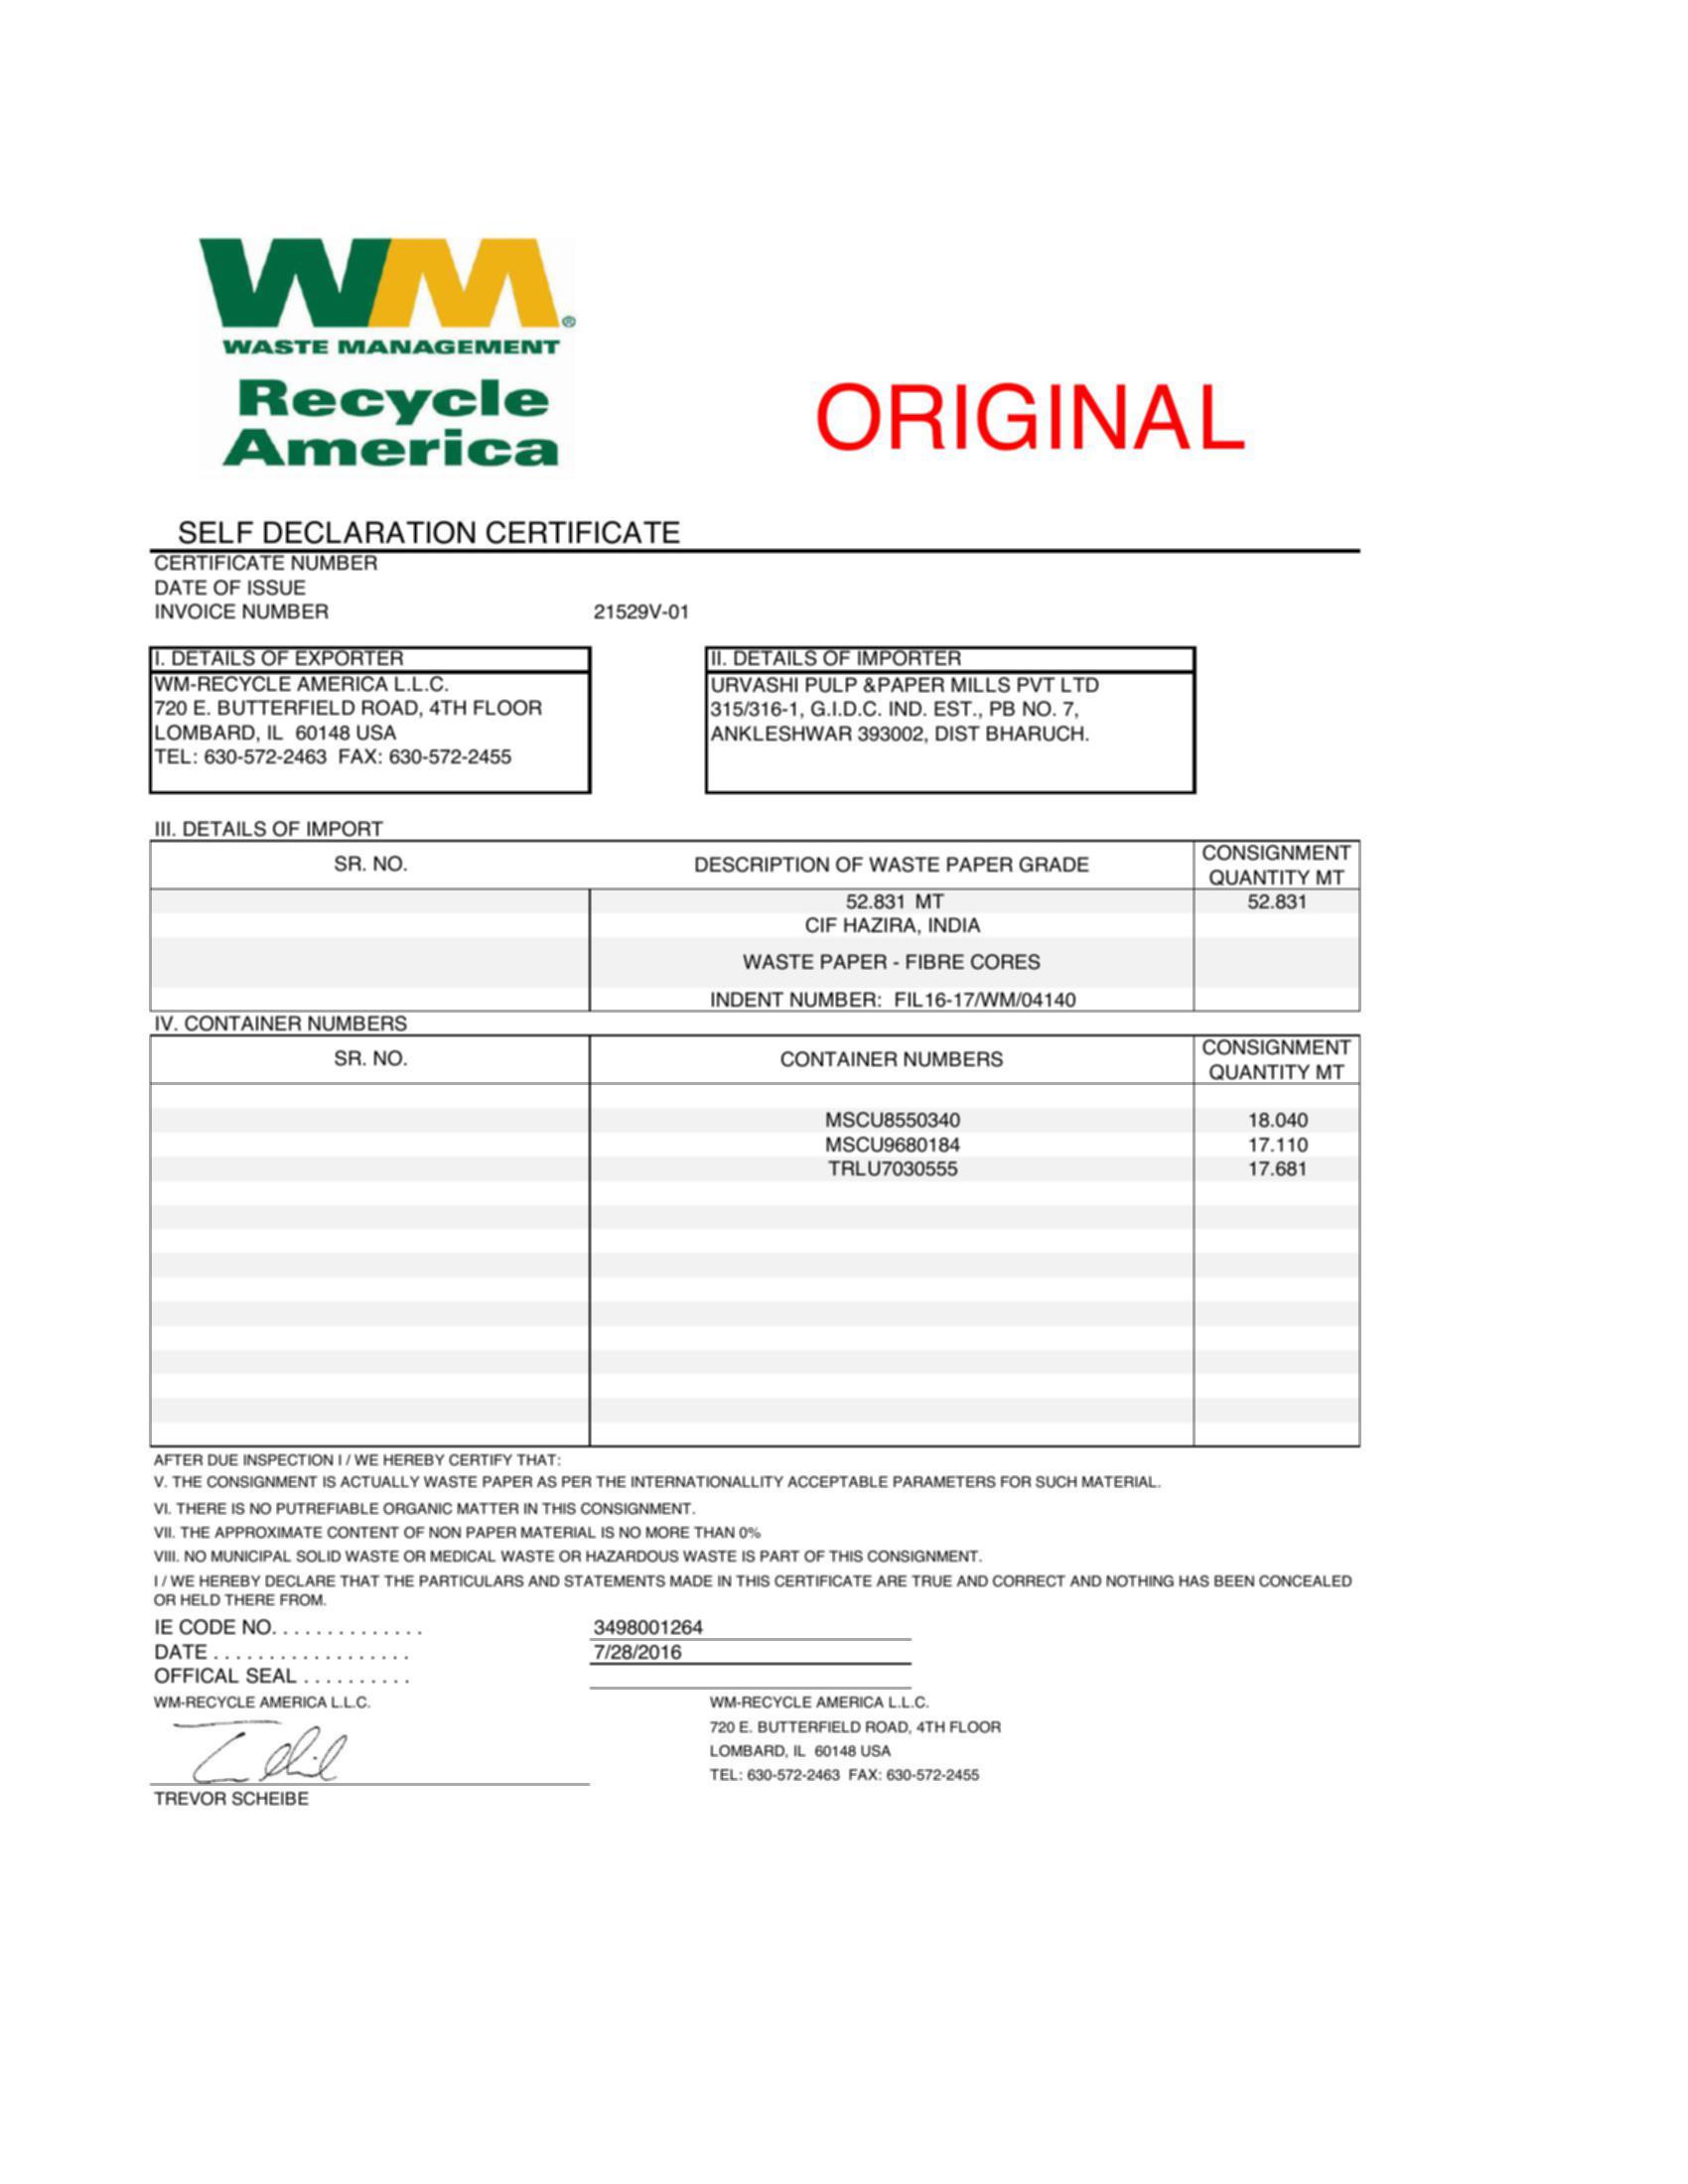 WM®
WASTE MANAGEMENT
Recycle
America
ORIGINAL
SELF DECLARATION CERTIFICATE
CERTIFICATE NUMBER
DATE OF ISSUE
INVOICE NUMBER 21529V-01
I. DETAILS OF EXPORTER
WM-RECYCLE AMERICA L.L.C.
720 E. BUTTERFIELD ROAD, 4TH FLOOR
LOMBARD, IL 60148 USA
TEL: 630-572-2463 FAX: 630-572-2455
II. DETAILS OF IMPORTER
URVASHI PULP &PAPER MILLS PVT LTD
315/316-1, G.I.D.C. IND. EST., PB NO. 7,
ANKLESHWAR 393002, DIST BHARUCH.
III. DETAILS OF IMPORT
SR. NO. DESCRIPTION OF WASTE PAPER GRADE CONSIGNMENT QUANTITY MT
52.831 MT 52.831
CIF HAZIRA, INDIA
WASTE PAPER - FIBRE CORES
INDENT NUMBER: FIL16-17/WM/04140
IV. CONTAINER NUMBERS
SR. NO. CONTAINER NUMBERS CONSIGNMENT QUANTITY MT
MSCU8550340 18.040
MSCU9680184 17.110
TRLU7030555 17.681
AFTER DUE INSPECTION I / WE HEREBY CERTIFY THAT:
V. THE CONSIGNMENT IS ACTUALLY WASTE PAPER AS PER THE INTERNATIONALLITY ACCEPTABLE PARAMETERS FOR SUCH MATERIAL.
VI. THERE IS NO PUTREFIABLE ORGANIC MATTER IN THIS CONSIGNMENT.
VII. THE APPROXIMATE CONTENT OF NON PAPER MATERIAL IS NO MORE THAN 0%
VIII. NO MUNICIPAL SOLID WASTE OR MEDICAL WASTE OR HAZARDOUS WASTE IS PART OF THIS CONSIGNMENT.
I / WE HEREBY DECLARE THAT THE PARTICULARS AND STATEMENTS MADE IN THIS CERTIFICATE ARE TRUE AND CORRECT AND NOTHING HAS BEEN CONCEALED
OR HELD THERE FROM.
IE CODE NO. . . . . . . . . . . . . . 3498001264
DATE . . . . . . . . . . . . . . . . . . 7/28/2016
OFFICAL SEAL . . . . . . . . . .
WM-RECYCLE AMERICA L.L.C.
TREVOR SCHEIBE
WM-RECYCLE AMERICA L.L.C.
720 E. BUTTERFIELD ROAD, 4TH FLOOR
LOMBARD, IL 60148 USA
TEL: 630-572-2463 FAX: 630-572-2455